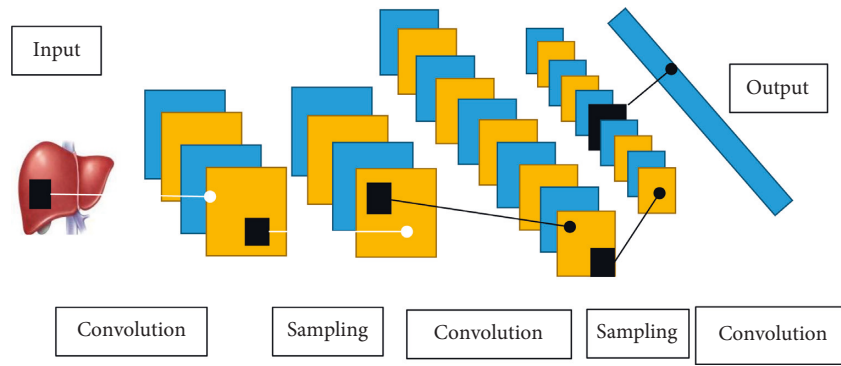 Input
Output
Convolution
Sampling
Convolution
Sampling
Convolution